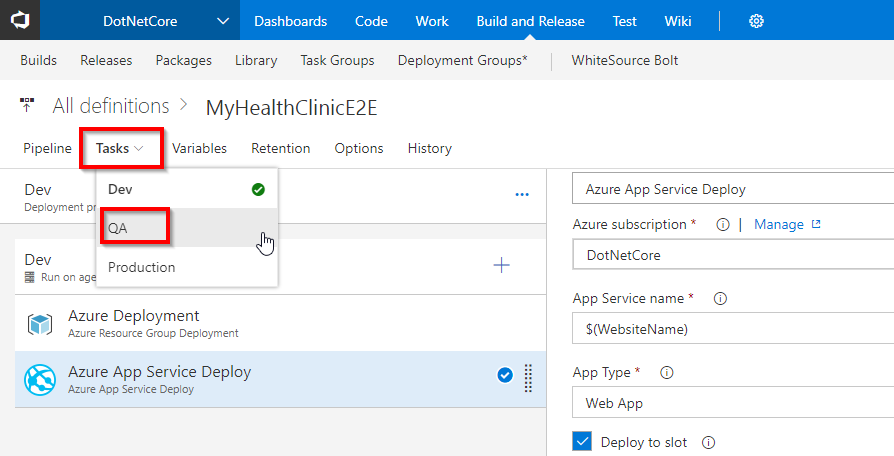 DotNetCore Dashboards Code Work Build and Release Test Wiki
Builds Releases Packages Library Task Groups Deployment Groups* WhiteSource Bolt
All definitions > MyHealthClinicE2E
Pipeline Tasks Variables Retention Options History
Dev
Deployment pr
Dev
QA
Production
Dev
Run on age
Azure Deployment
Azure Resource Group Deployment
Azure App Service Deploy
Azure App Service Deploy
Azure App Service Deploy
Azure subscription * | Manage
DotNetCore
App Service name *
$(WebsiteName)
App Type *
Web App
Deploy to slot